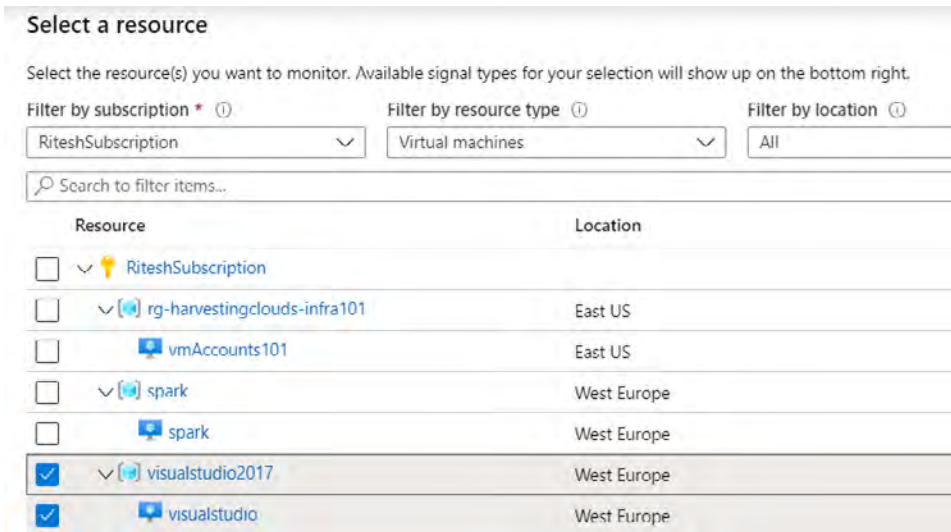 Select a resource
Select the resource(s) you want to monitor. Available signal types for your selection will show up on the bottom right.
Filter by subscription * Filter by resource type Filter by location
RiteshSubscription Virtual machines All
Search to filter items...
Resource Location
RiteshSubscription
rg-harvestingclouds-infra101 East US
vmAccounts101 East US
spark West Europe
spark West Europe
visualstudio2017 West Europe
visualstudio West Europe